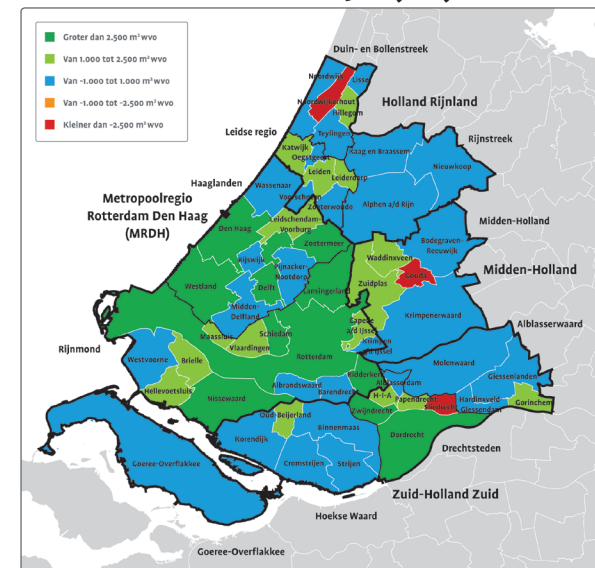 Groter dan 2.500 m² wvo
Van 1.000 tot 2.500 m² wvo
Van -1.000 tot 1.000 m² wvo
Van -1.000 tot -2.500 m² wvo
Kleiner dan -2.500 m² wvo
Duin- en Bollenstreek
Noordwijk
Lisse
Noordwijkerhout
Hillegom
Holland Rijnland
Teylingen
Leidse regio
Rijnstreek
Katwijk
Oegstgeest
Kaag en Braassem
Nieuwkoop
Leiden
Leiderdorp
Haaglanden
Wassenaar
Voorschoten
Zoeterwoude
Alphen a/d Rijn
Metropoolregio
Rotterdam Den Haag
(MRDH)
Leidschendam-
Voorburg
Den Haag
Midden-Holland
Zoetermeer
Bodegraven-
Reeuwijk
Waddinxveen
Rijswijk
Pijnacker-
Nootdorp
Midden-Holland
Gouda
Zuidplas
Westland
Delft
Lansingerland
Midden-
Delfland
Krimpenerwaard
Capelle
a/d IJssel
Alblasserwaard
Maassluis
Schiedam
Krimpen
a/d IJssel
Rijnmond
Vlaardingen
Rotterdam
Westvoorne
Brielle
Molenwaard
Ridderkerk
Giessenlanden
Albrandswaard
Barendrecht
Alblasserdam
Hellevoetsluis
Nissewaard
H-I-A
Papendrecht
Hardinxveld
Giessendam
Gorinchem
Zwijndrecht
Sliedrecht
Oud-Beijerland
Binnenmaas
Dordrecht
Korendijk
Drechtsteden
Goeree-Overflakkee
Cromstrijen
Strijen
Zuid-Holland Zuid
Hoekse Waard
Goeree-Overflakkee